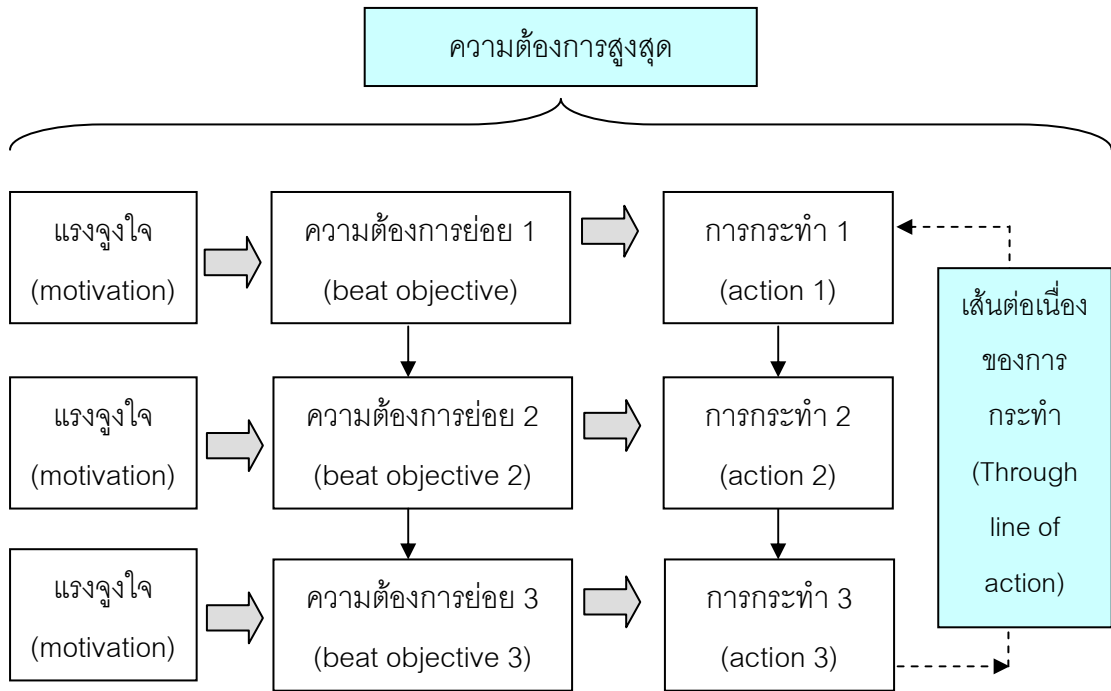 ความต้องการสูงสุด
แรงจูงใจ
(motivation)
ความต้องการย่อย 1
(beat objective)
การกระทำ 1
(action 1)
แรงจูงใจ
(motivation)
ความต้องการย่อย 2
(beat objective 2)
การกระทำ 2
(action 2)
แรงจูงใจ
(motivation)
ความต้องการย่อย 3
(beat objective 3)
การกระทำ 3
(action 3)
เส้นต่อเนื่อง
ของการ
กระทำ
(Through
line of
action)